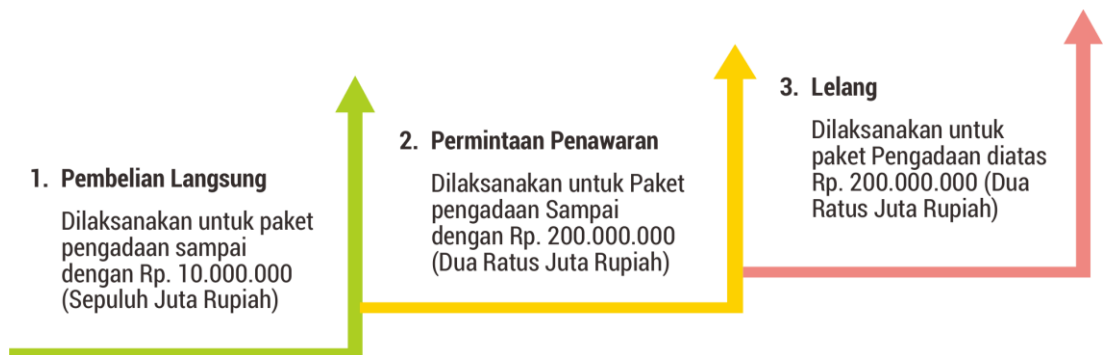 1. Pembelian Langsung
Dilaksanakan untuk paket
pengadaan sampai
dengan Rp. 10.000.000
(Sepuluh Juta Rupiah)
2. Permintaan Penawaran
Dilaksanakan untuk Paket
pengadaan Sampai
dengan Rp. 200.000.000
(Dua Ratus Juta Rupiah)
3. Lelang
Dilaksanakan untuk
paket Pengadaan diatas
Rp. 200.000.000 (Dua
Ratus Juta Rupiah)